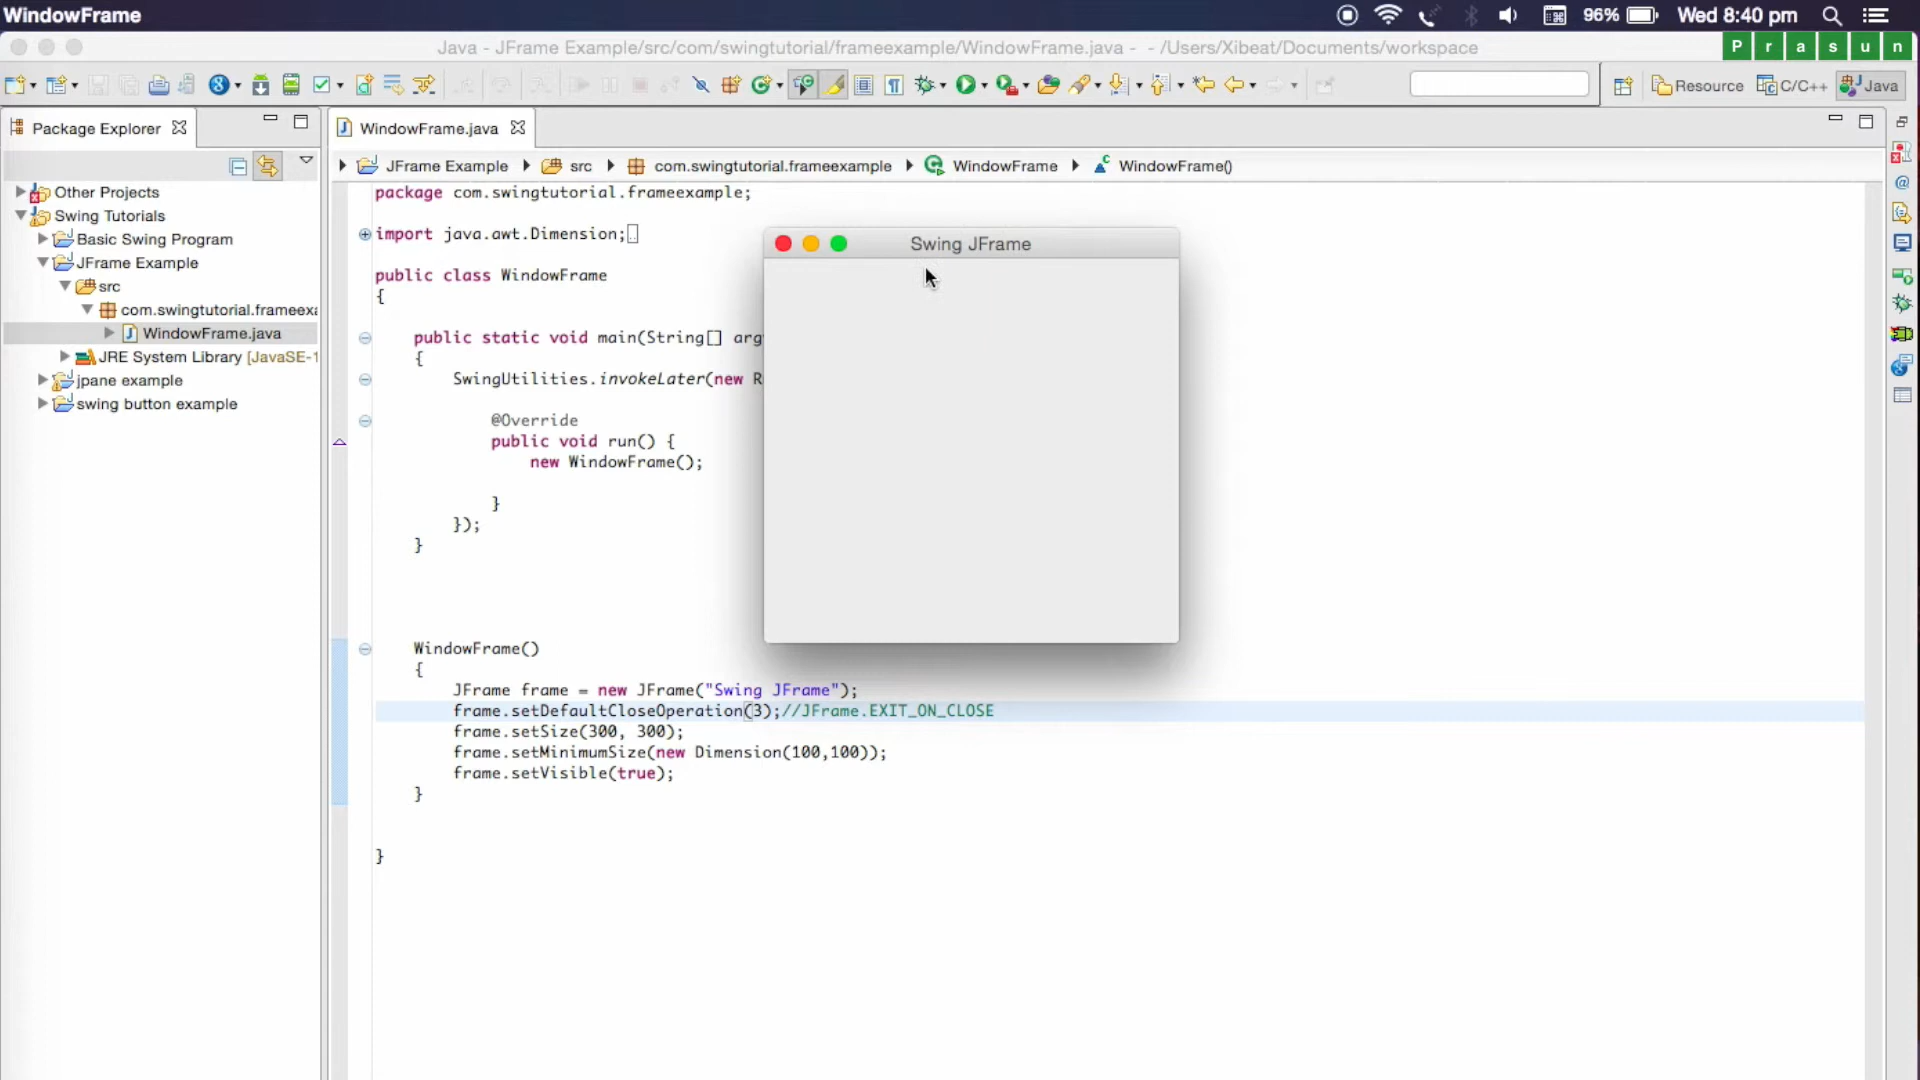 WindowFrame
96% Wed 8:40 pm
Java - JFrame Example/src/com/swingtutorial/frameexample/WindowFrame.java - - /Users/Xibeat/Documents/workspace
P r a s u n
Resource C/C++ Java
Package Explorer
WindowFrame.java
JFrame Example src com.swingtutorial.frameexample WindowFrame WindowFrame()
Other Projects
Swing Tutorials
Basic Swing Program
JFrame Example
src
com.swingtutorial.frameexa
WindowFrame.java
JRE System Library [JavaSE-1
jpane example
swing button example
package com.swingtutorial.frameexample;
import java.awt.Dimension;
public class WindowFrame
{
public static void main(String[] arg
{
SwingUtilities.invokeLater(new R
@Override
public void run() {
new WindowFrame();
}
});
}
WindowFrame()
{
JFrame frame = new JFrame("Swing JFrame");
frame.setDefaultCloseOperation(3);//JFrame.EXIT_ON_CLOSE
frame.setSize(300, 300);
frame.setMinimumSize(new Dimension(100,100));
frame.setVisible(true);
}
}
Swing JFrame